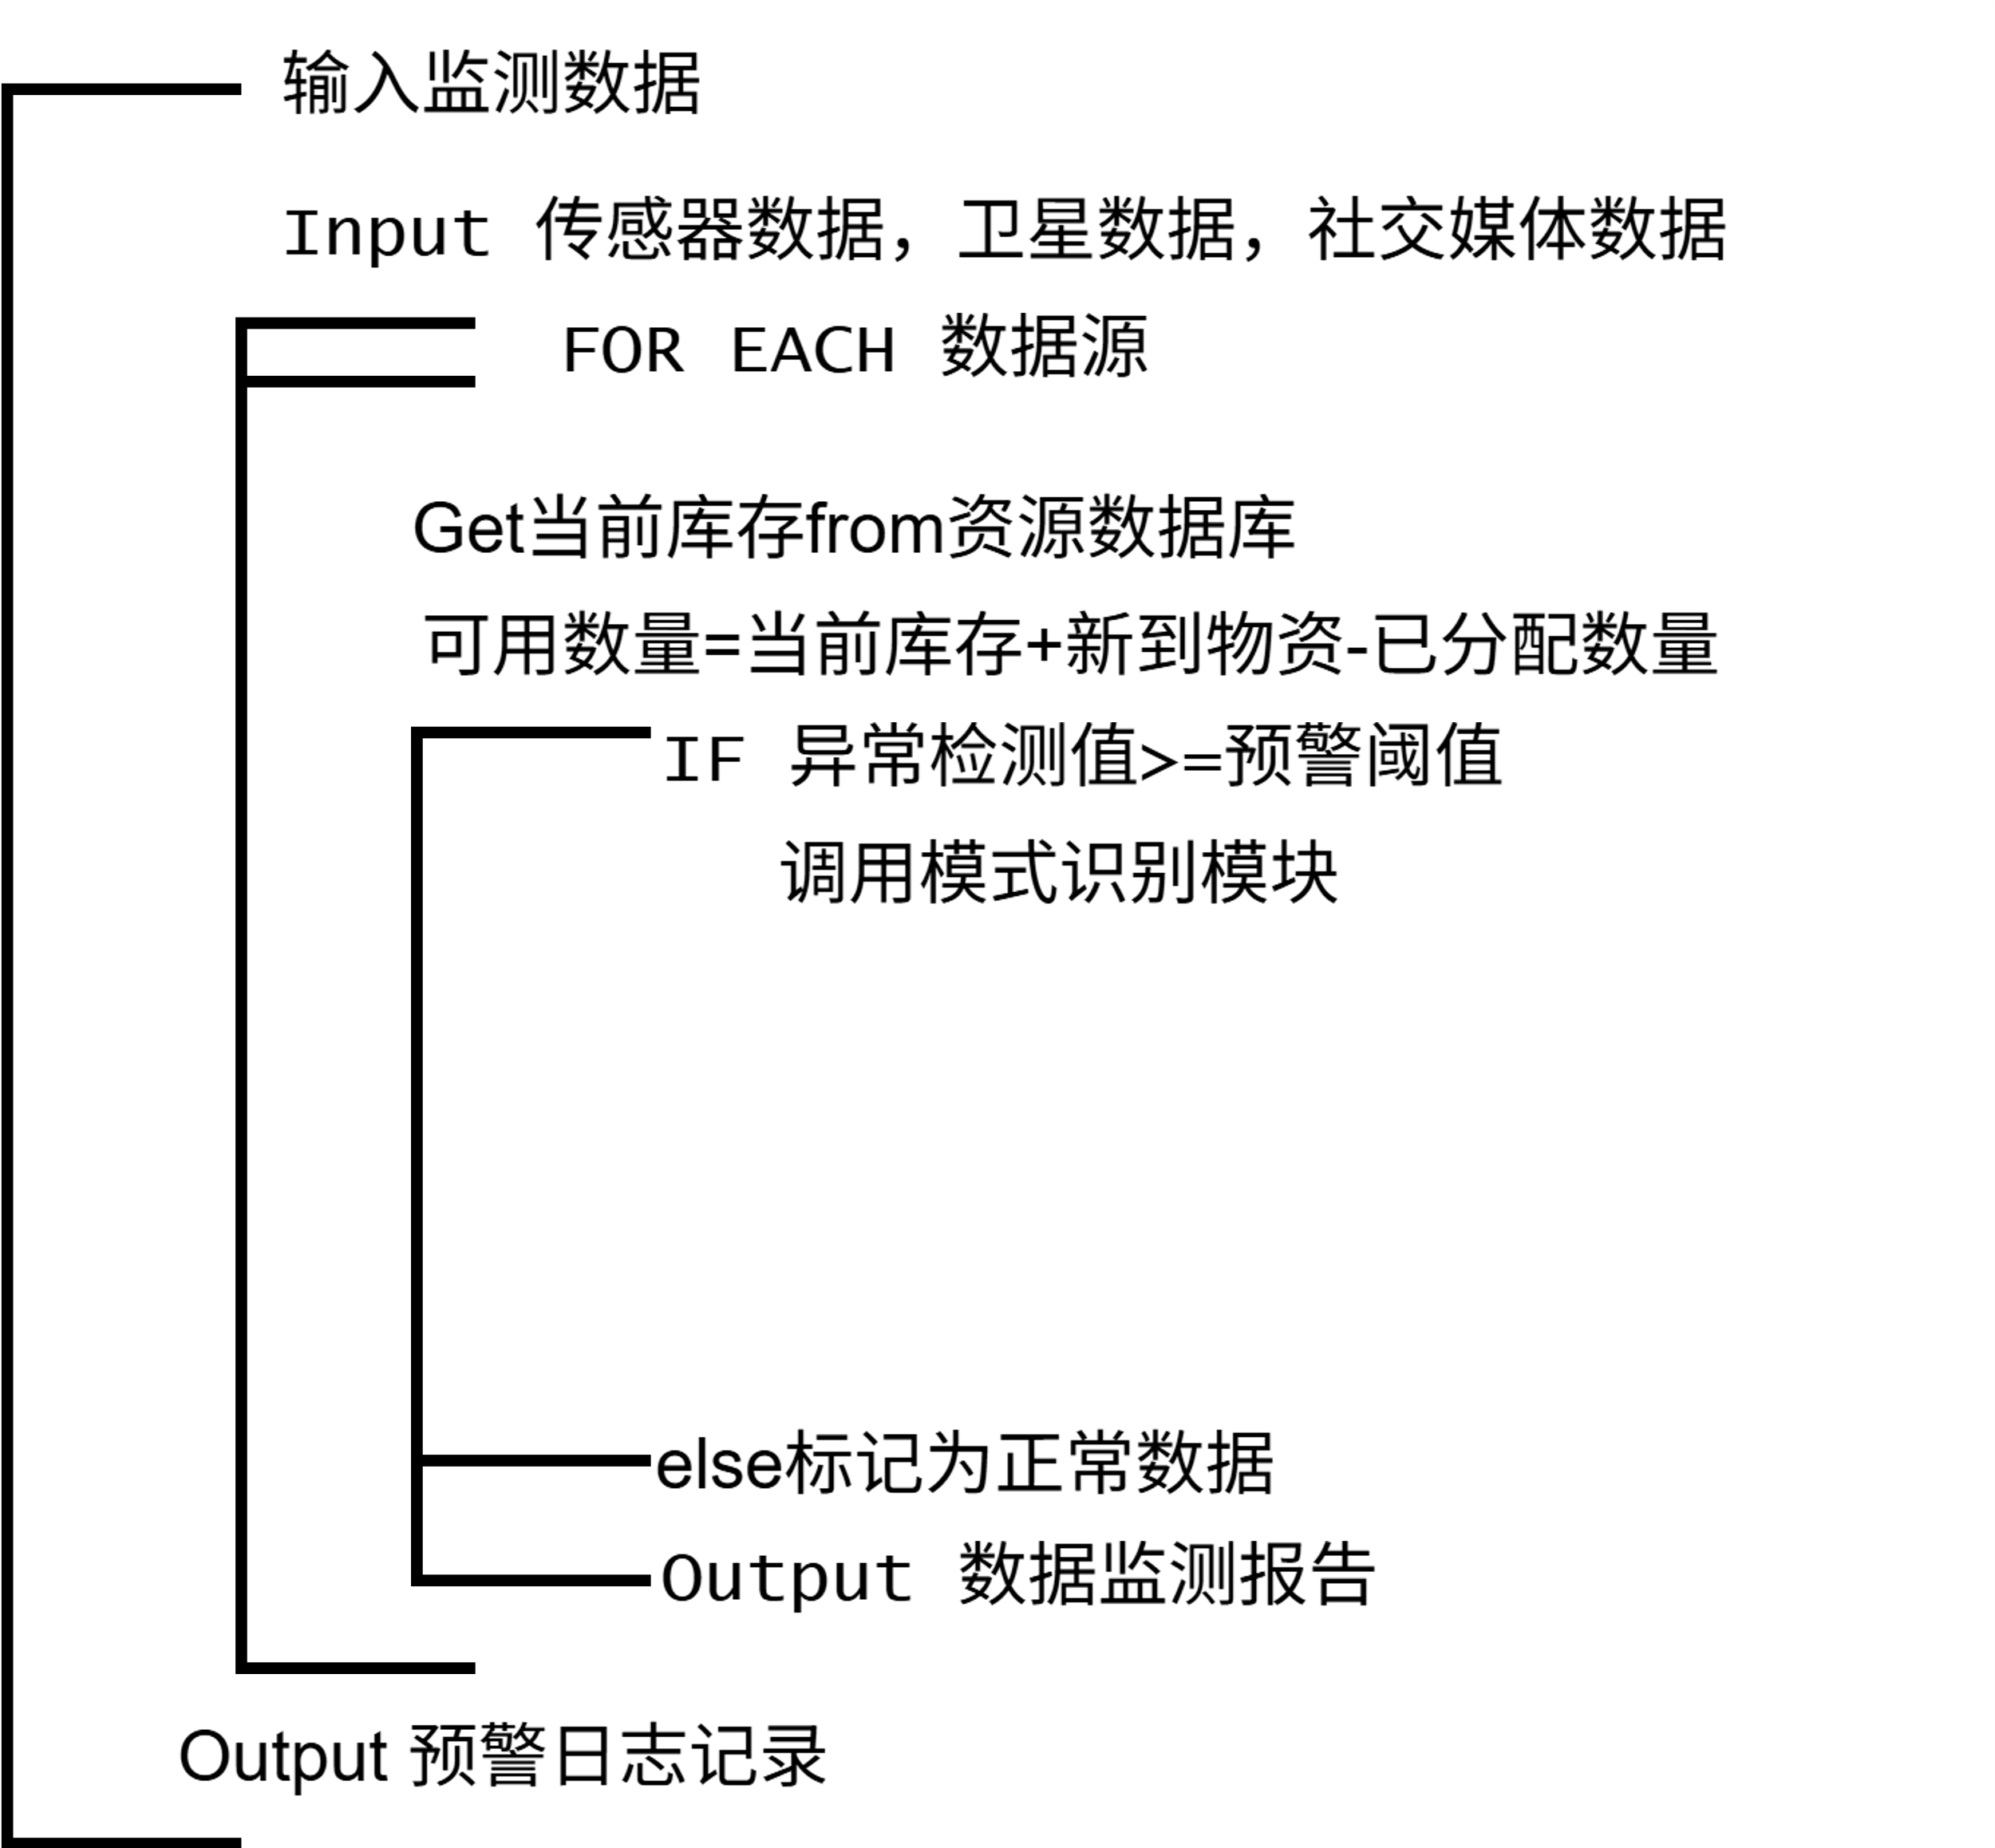 输入监测数据
Input 传感器数据，卫星数据，社交媒体数据
FOR EACH 数据源
Get当前库存from资源数据库
可用数量=当前库存+新到物资-已分配数量
IF 异常检测值>=预警阈值
调用模式识别模块
else标记为正常数据
Output 数据监测报告
Output 预警日志记录